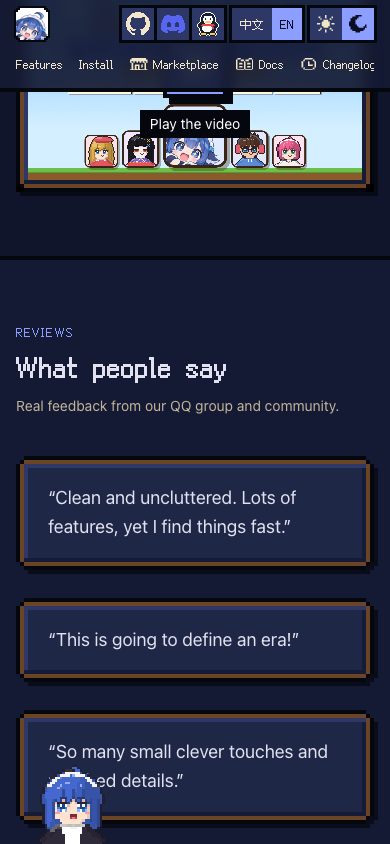 中文
EN
Features
Install
Marketplace
Docs
Changelog
Play the video
REVIEWS
What people say
Real feedback from our QQ group and community.
“Clean and uncluttered. Lots of
features, yet I find things fast.”
“This is going to define an era!”
“So many small clever touches and
ed details.”